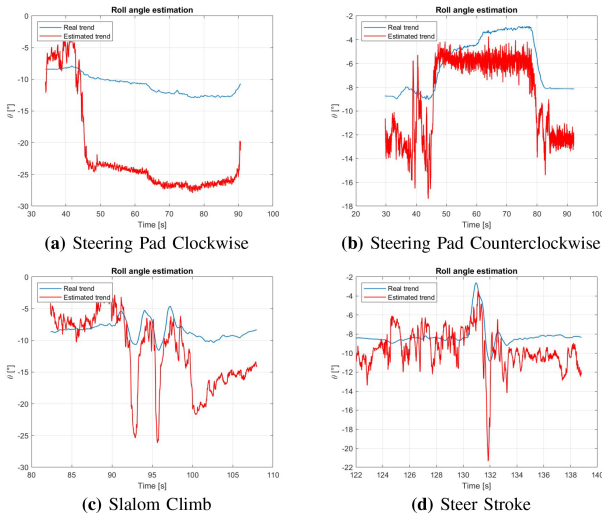 Roll angle estimation
Real trend
Estimated trend
0
-5
-10
-15
-20
-25
-30
θ [°]
30 40 50 60 70 80 90 100
Time [s]
(a) Steering Pad Clockwise
Roll angle estimation
Real trend
Estimated trend
-2
-4
-6
-8
-10
-12
-14
-16
-18
θ [°]
20 30 40 50 60 70 80 90 100
Time [s]
(b) Steering Pad Counterclockwise
Roll angle estimation
Real trend
Estimated trend
0
-5
-10
-15
-20
-25
-30
θ [°]
80 85 90 95 100 105 110
Time [s]
(c) Slalom Climb
Roll angle estimation
Real trend
Estimated trend
-2
-4
-6
-8
-10
-12
-14
-16
-18
-20
-22
θ [°]
122 124 126 128 130 132 134 136 138 140
Time [s]
(d) Steer Stroke